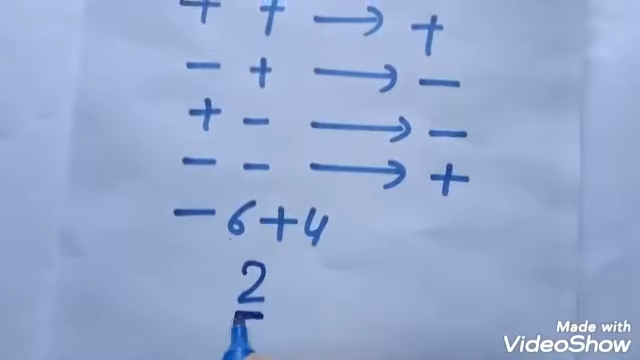 + + → +
- + → -
+ - → -
- - → +
-6+4
2
Made with
VideoShow